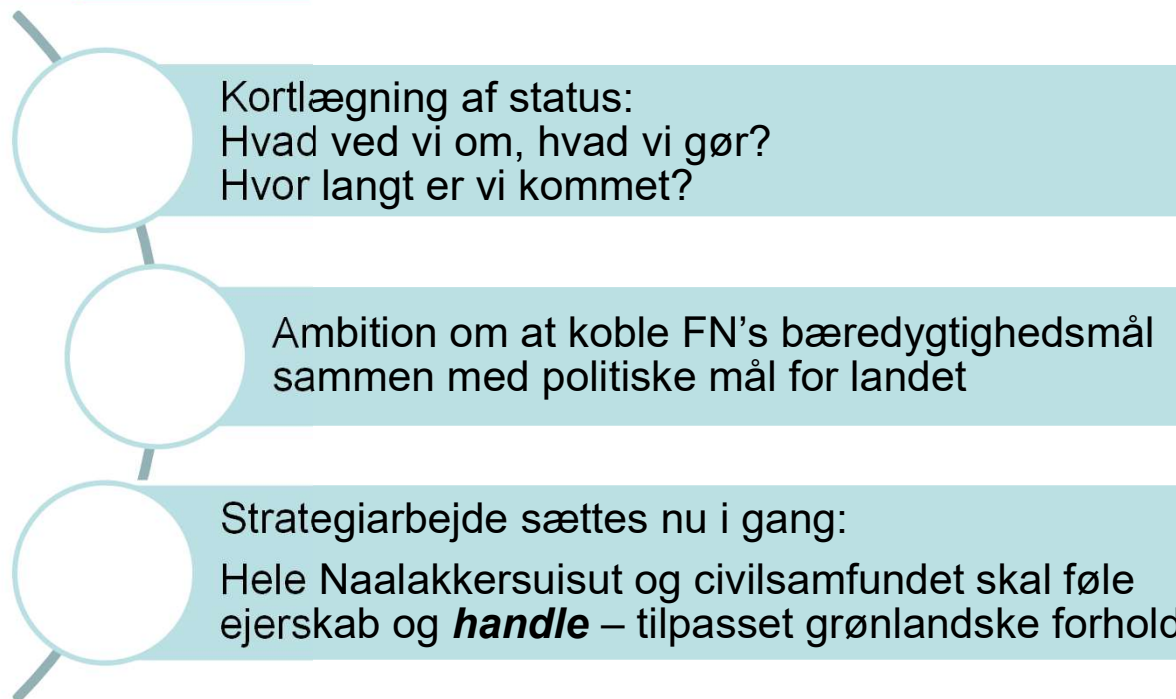 Kortlægning af status:
Hvad ved vi om, hvad vi gør?
Hvor langt er vi kommet?
Ambition om at koble FN’s bæredygtighedsmål
sammen med politiske mål for landet
Strategiarbejde sættes nu i gang:
Hele Naalakkersuisut og civilsamfundet skal føle
ejerskab og handle – tilpasset grønlandske forhold